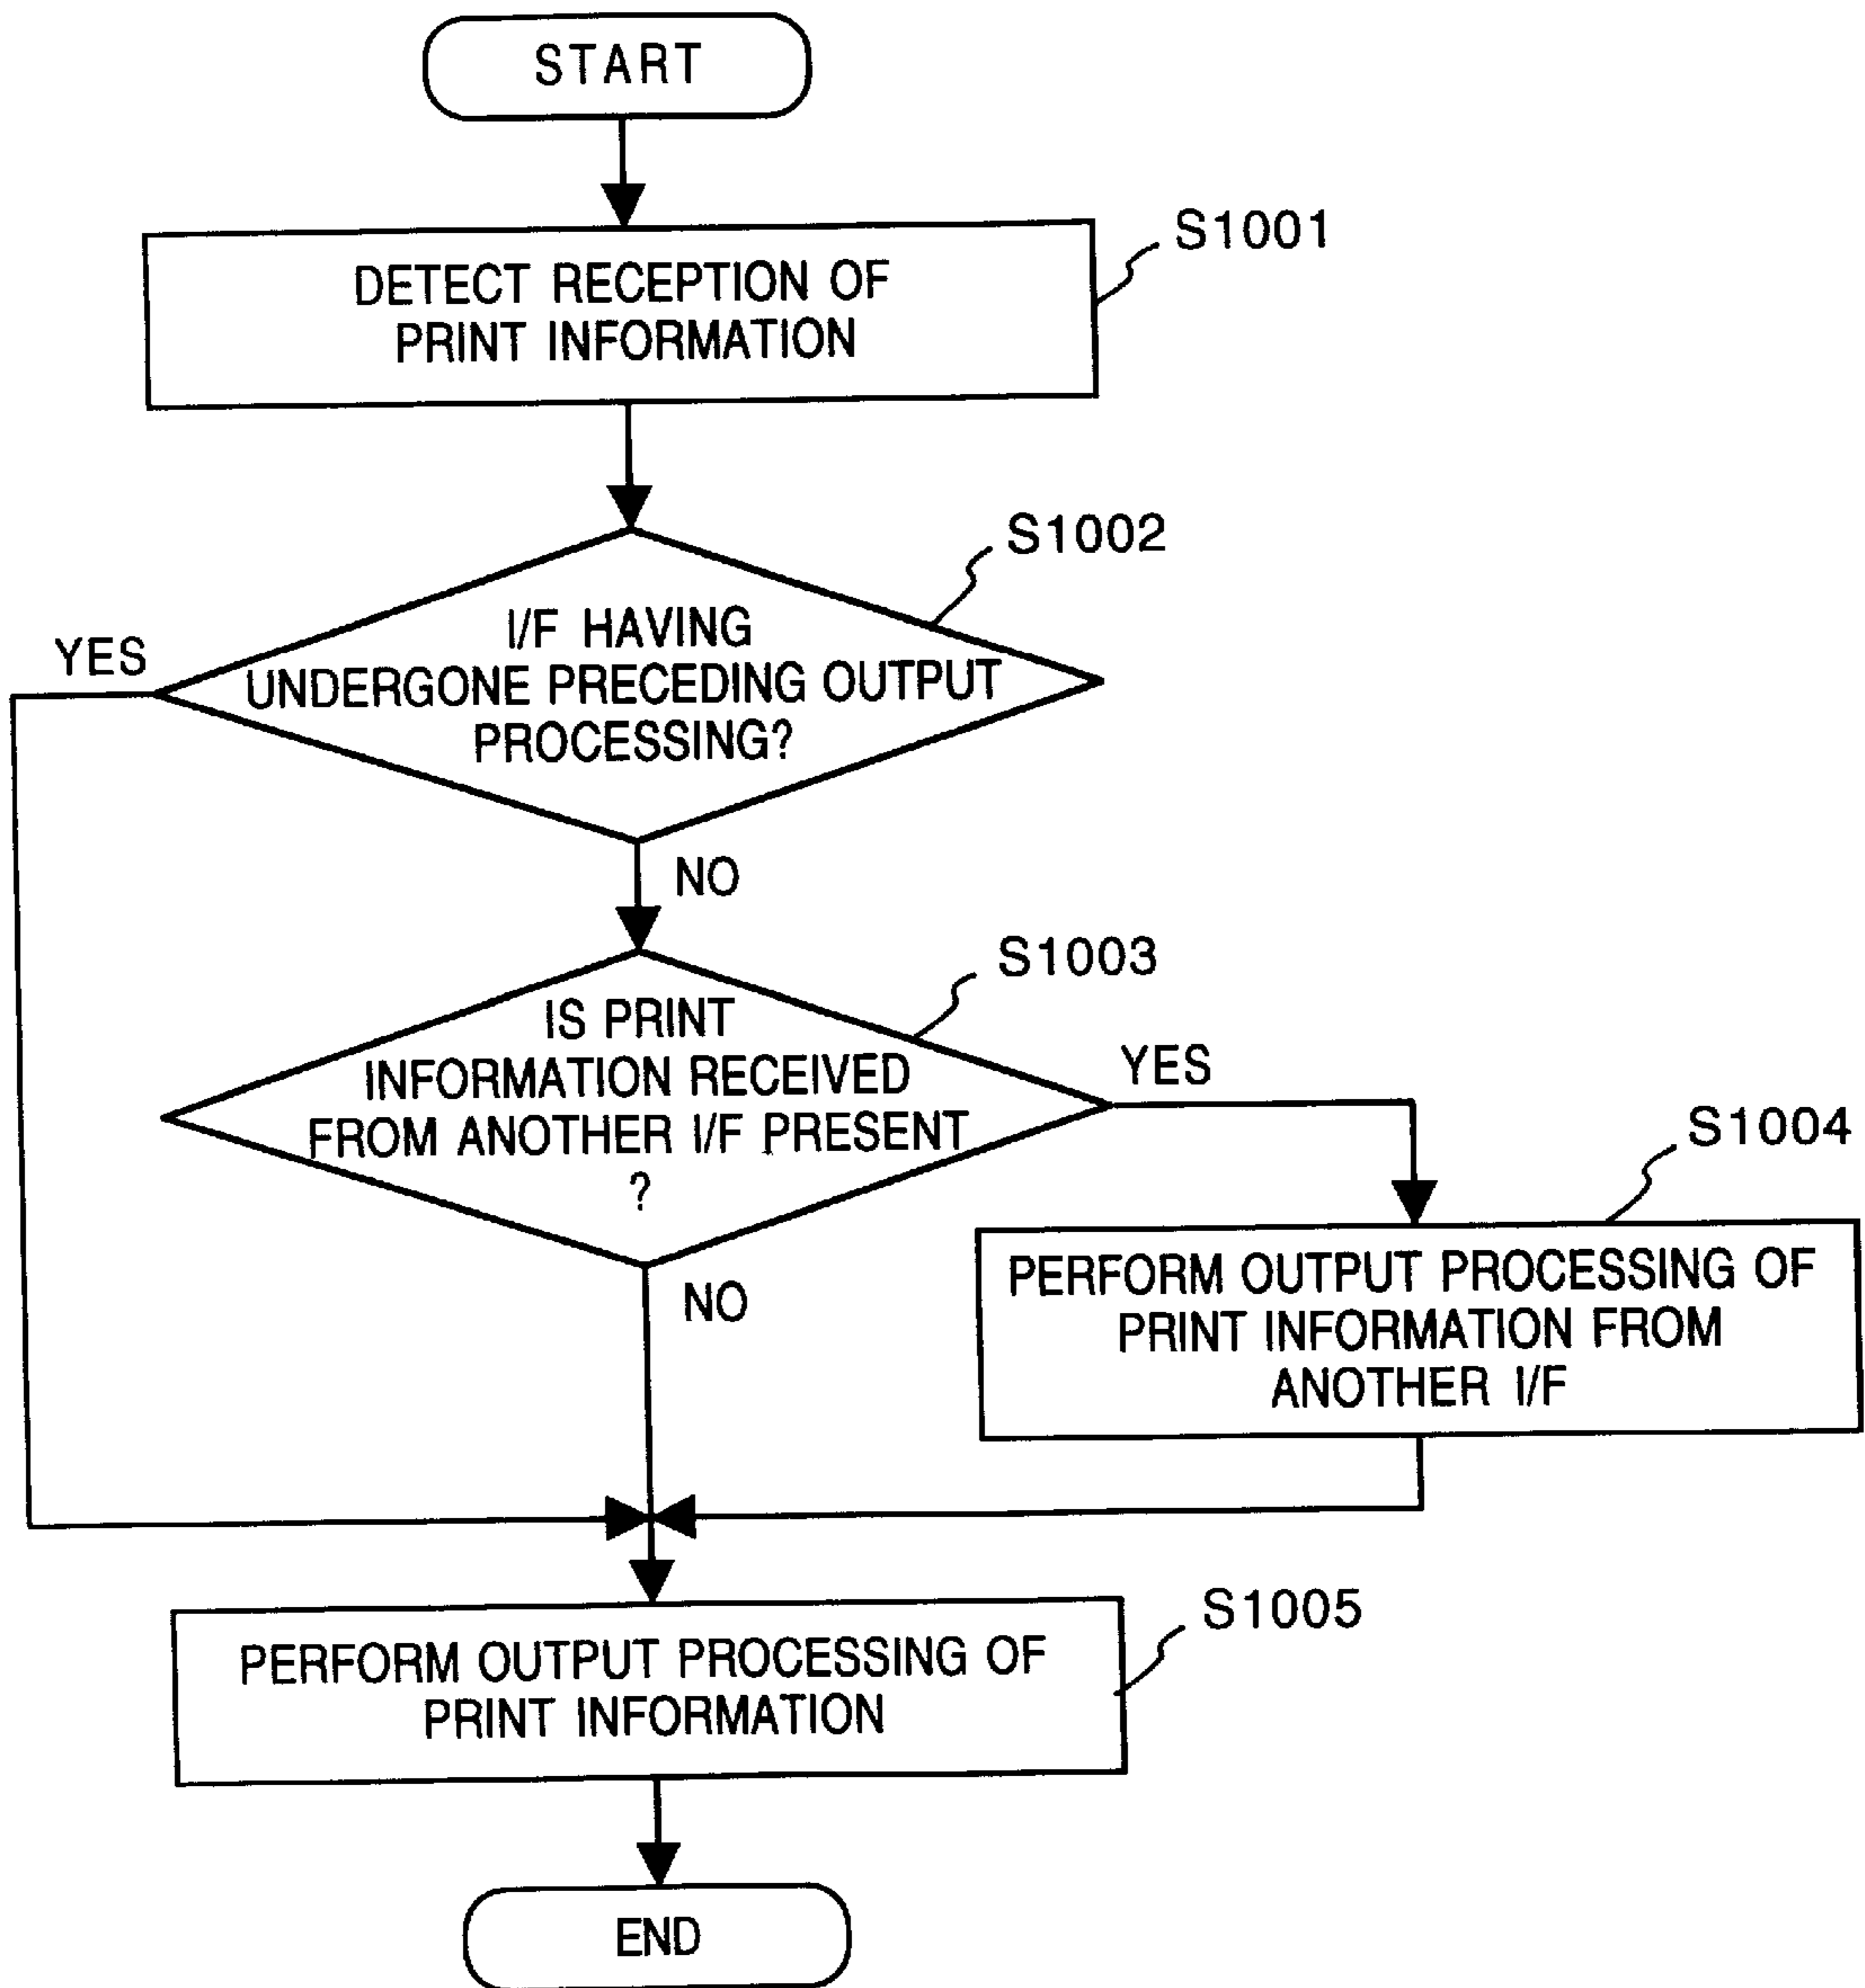 START
S1001
DETECT RECEPTION OF
PRINT INFORMATION
S1002
I/F HAVING
UNDERGONE PRECEDING OUTPUT
PROCESSING?
YES
NO
S1003
IS PRINT
INFORMATION RECEIVED
FROM ANOTHER I/F PRESENT
?
YES
NO
S1004
PERFORM OUTPUT PROCESSING OF
PRINT INFORMATION FROM
ANOTHER I/F
S1005
PERFORM OUTPUT PROCESSING OF
PRINT INFORMATION
END